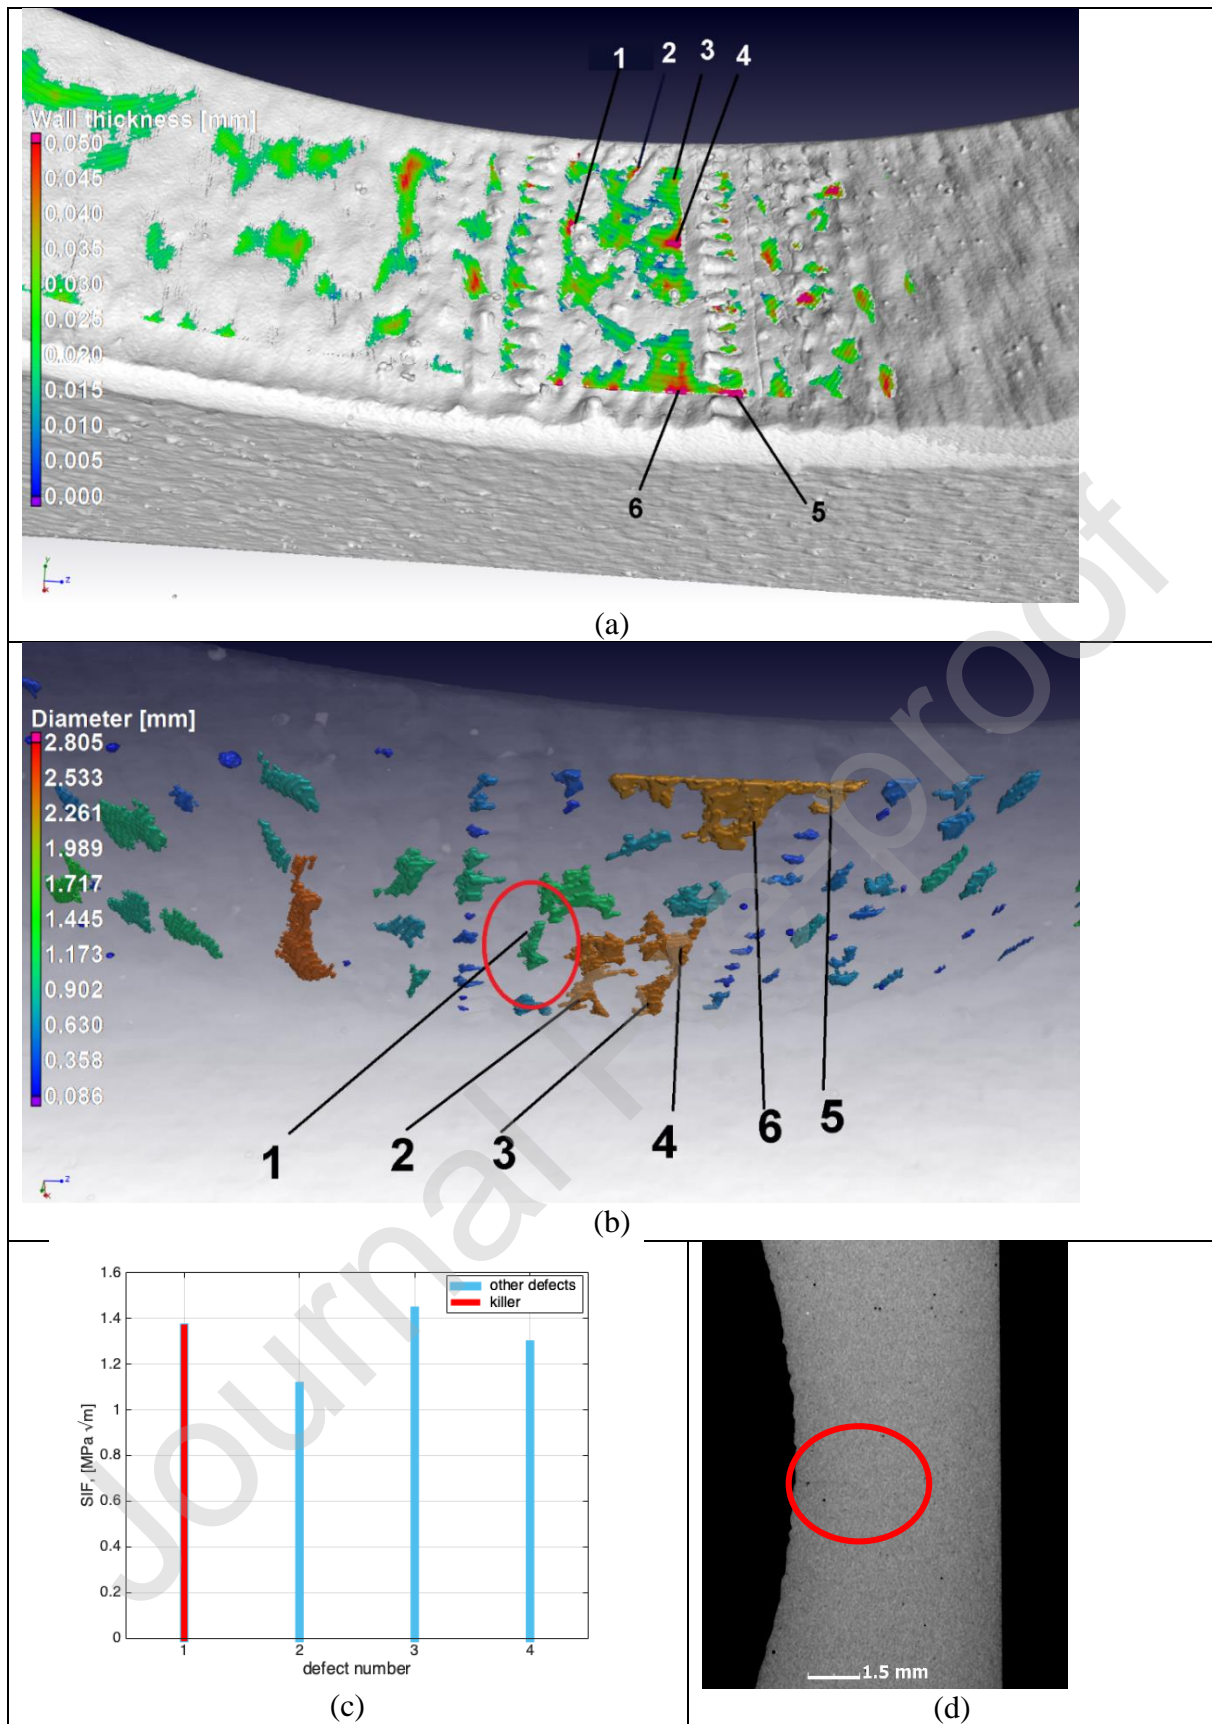 1 2 3 4
Wall thickness [mm]
0,050
0,045
0,040
0,035
0.030
0.025
0.020
0.015
0.010
0.005
0.000
6 5
y
z
x
(a)
Diameter [mm]
2.805
2.533
2.261
1.989
1.717
1.445
1.173
0.902
0.630
0.358
0.086
1 2 3 4 6 5
z
x
(b)
1.6
1.4
1.2
1
0.8
0.6
0.4
0.2
0
SIF, [MPa √m]
other defects
killer
1 2 3 4
defect number
(c)
1.5 mm
(d)
Journal Pre-proof